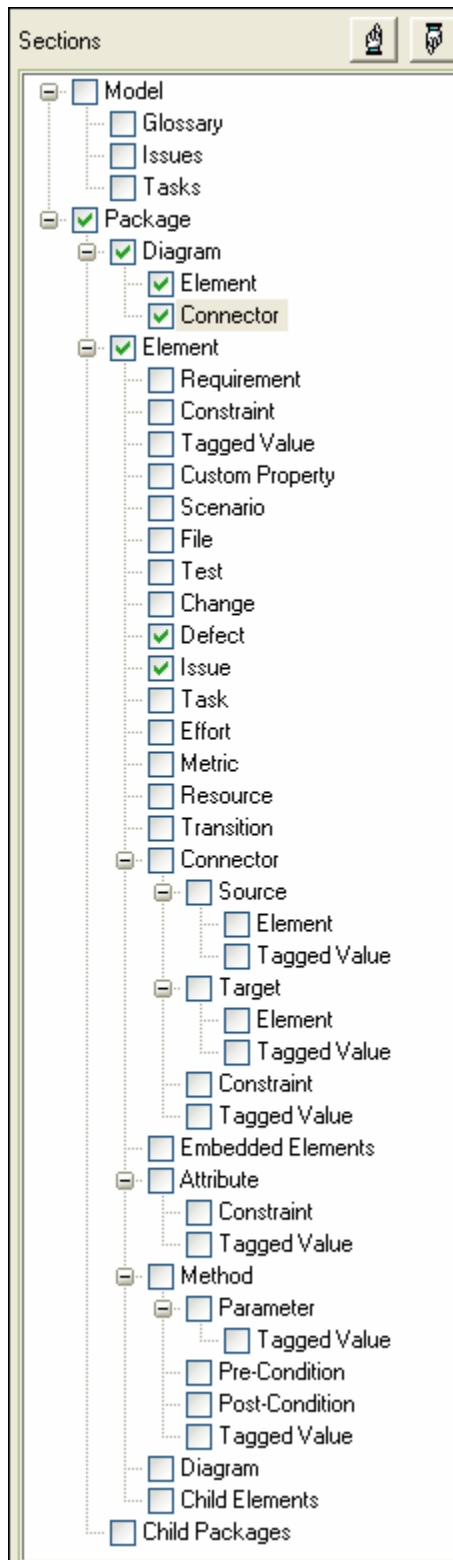 Sections
Model
Glossary
Issues
Tasks
Package
Diagram
Element
Connector
Element
Requirement
Constraint
Tagged Value
Custom Property
Scenario
File
Test
Change
Defect
Issue
Task
Effort
Metric
Resource
Transition
Connector
Source
Element
Tagged Value
Target
Element
Tagged Value
Constraint
Tagged Value
Embedded Elements
Attribute
Constraint
Tagged Value
Method
Parameter
Tagged Value
Pre-Condition
Post-Condition
Tagged Value
Diagram
Child Elements
Child Packages